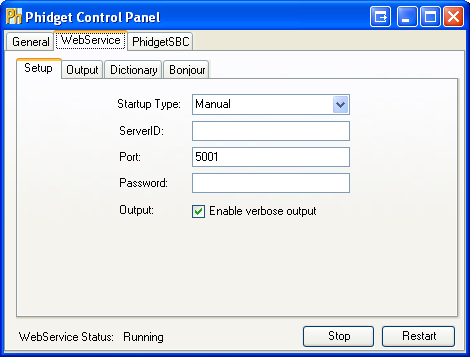 Ph Phidget Control Panel
General WebService PhidgetSBC
Setup Output Dictionary Bonjour
Startup Type: Manual
ServerID:
Port: 5001
Password:
Output: Enable verbose output
WebService Status: Running Stop Restart